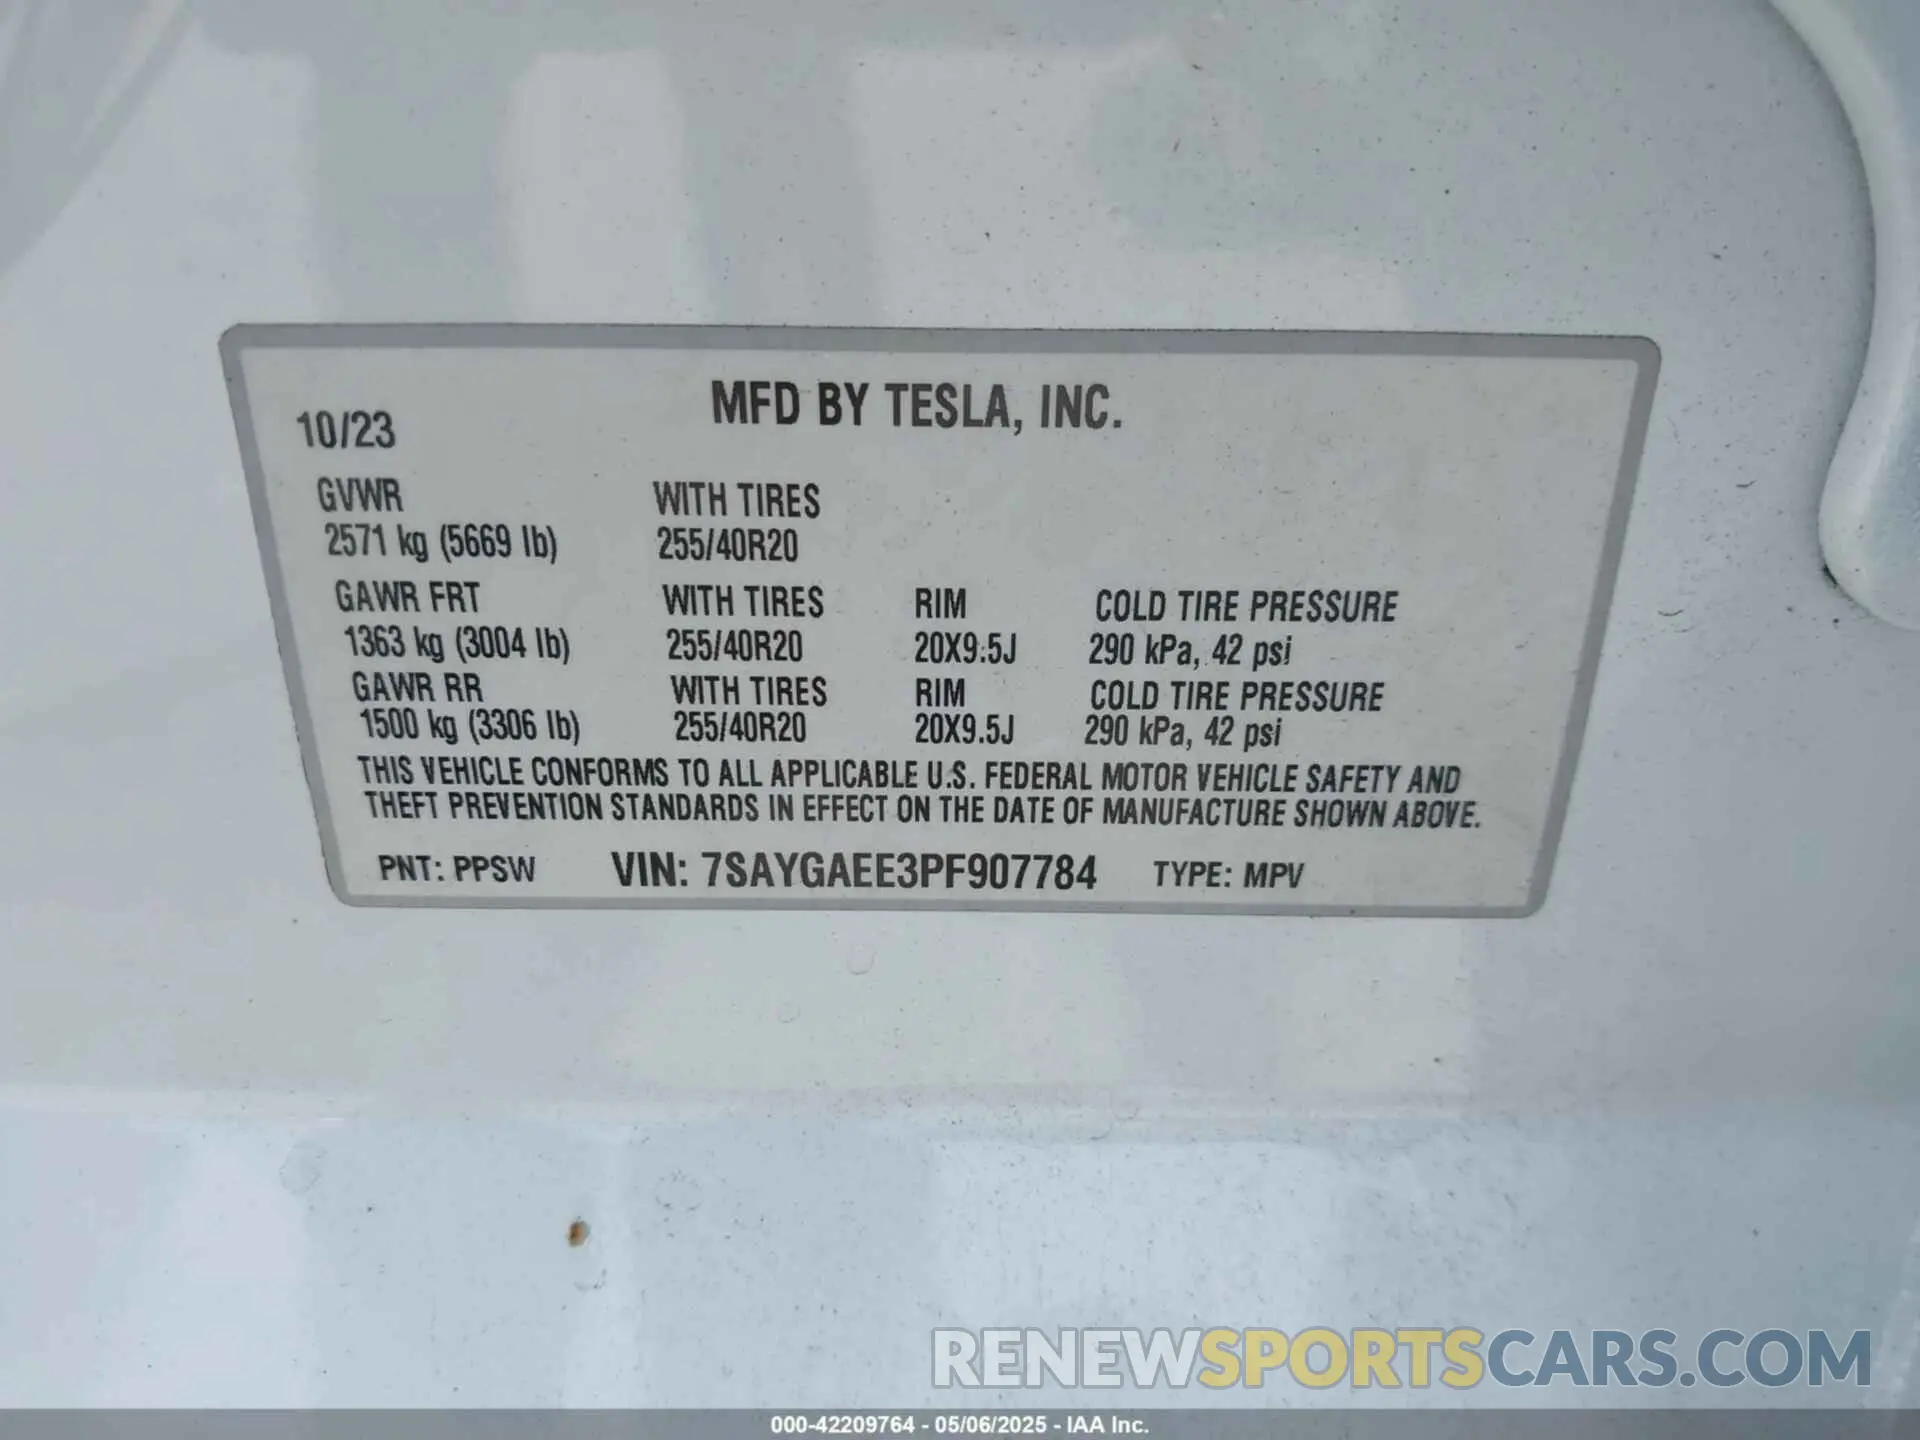 MFD BY TESLA, INC.
10/23
GVWR WITH TIRES
2571 kg (5669 lb) 255/40R20
GAWR FRT WITH TIRES RIM COLD TIRE PRESSURE
1363 kg (3004 lb) 255/40R20 20X9.5J 290 kPa, 42 psi
GAWR RR WITH TIRES RIM COLD TIRE PRESSURE
1500 kg (3306 lb) 255/40R20 20X9.5J 290 kPa, 42 psi
THIS VEHICLE CONFORMS TO ALL APPLICABLE U.S. FEDERAL MOTOR VEHICLE SAFETY AND
THEFT PREVENTION STANDARDS IN EFFECT ON THE DATE OF MANUFACTURE SHOWN ABOVE.
PNT: PPSW VIN: 7SAYGAEE3PF907784 TYPE: MPV
RENEWSPORTSCARS.COM
000-42209764 - 05/06/2025 - IAA Inc.